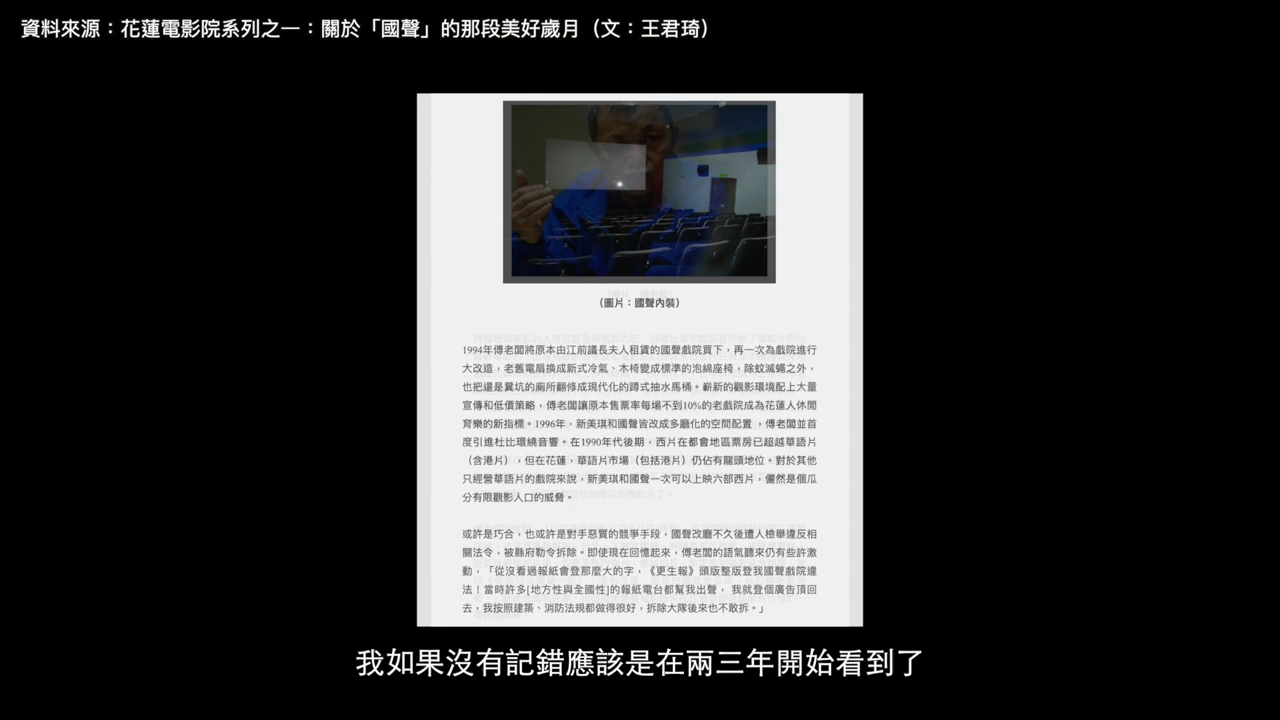 資料來源：花蓮電影院系列之一：關於「國聲」的那段美好歲月（文：王君琦）
（圖片：國聲內裝）
1994年傅老闆將原本由江前議長夫人租賃的國聲戲院買下，再一次為戲院進行
大改造，老舊電扇換成新式冷氣、木椅變成標準的泡綿座椅，除蚊滅蠅之外，
也把還是糞坑的廁所翻修成現代化的蹲式抽水馬桶。嶄新的觀影環境配上大量
宣傳和低價策略，傅老闆讓原本售票率每場不到10%的老戲院成為花蓮人休閒
育樂的新指標。1996年，新美琪和國聲皆改成多廳化的空間配置 ，傅老闆並首
度引進杜比環繞音響。在1990年代後期，西片在都會地區票房已超越華語片
（含港片），但在花蓮，華語片市場（包括港片）仍佔有龍頭地位。對於其他
只經營華語片的戲院來說，新美琪和國聲一次可以上映六部西片，儼然是個瓜
分有限觀影人口的威脅。
或許是巧合，也或許是對手惡質的競爭手段，國聲改廳不久後遭人檢舉違反相
關法令，被縣府勒令拆除。即使現在回憶起來，傅老闆的語氣聽來仍有些許激
動，「從沒看過報紙會登那麼大的字，《更生報》頭版整版登我國聲戲院違
法！當時許多[地方性與全國性]的報紙電台都幫我出聲， 我就登個廣告頂回
去，我按照建築、消防法規都做得很好，拆除大隊後來也不敢拆。」
我如果沒有記錯應該是在兩三年開始看到了